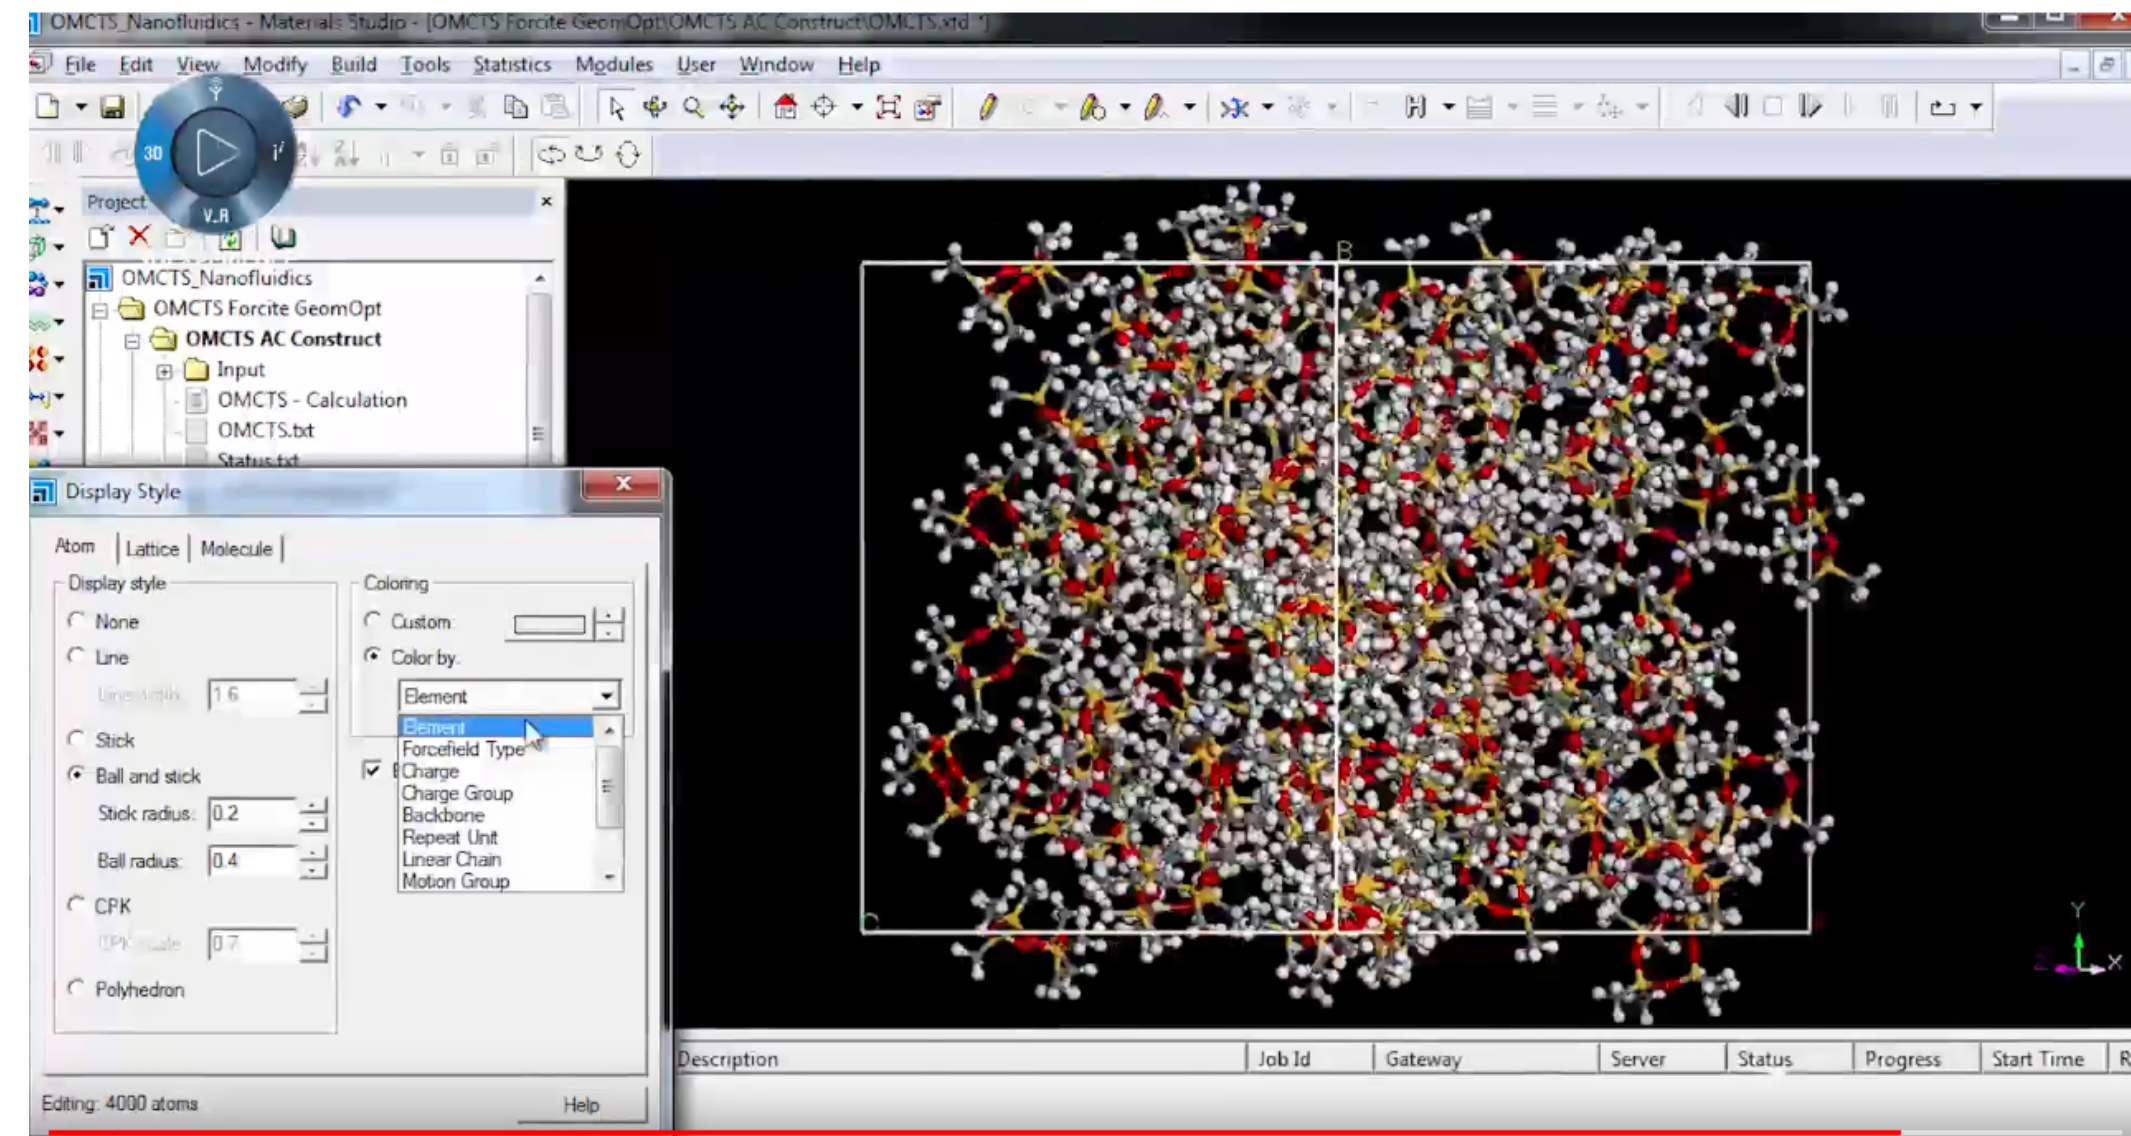 OMCTS_Nanofluidics - Materials Studio - [OMCTS Forcite GeomOpt\OMCTS AC Construct\OMCTS.xtd *]
File Edit View Modify Build Tools Statistics Modules User Window Help
3D
V.R
Project
OMCTS_Nanofluidics
OMCTS Forcite GeomOpt
OMCTS AC Construct
Input
OMCTS - Calculation
OMCTS.txt
Status.txt
Display Style
Atom Lattice Molecule
Display style
None
Line
1.6
Stick
Ball and stick
Stick radius: 0.2
Ball radius: 0.4
CPK
CPK scale 0.7
Polyhedron
Coloring
Custom
Color by:
Element
Element
Forcefield Type
Charge
Charge Group
Backbone
Repeat Unit
Linear Chain
Motion Group
Editing: 4000 atoms
Help
B
C
Y
Z
X
Description Job Id Gateway Server Status Progress Start Time R